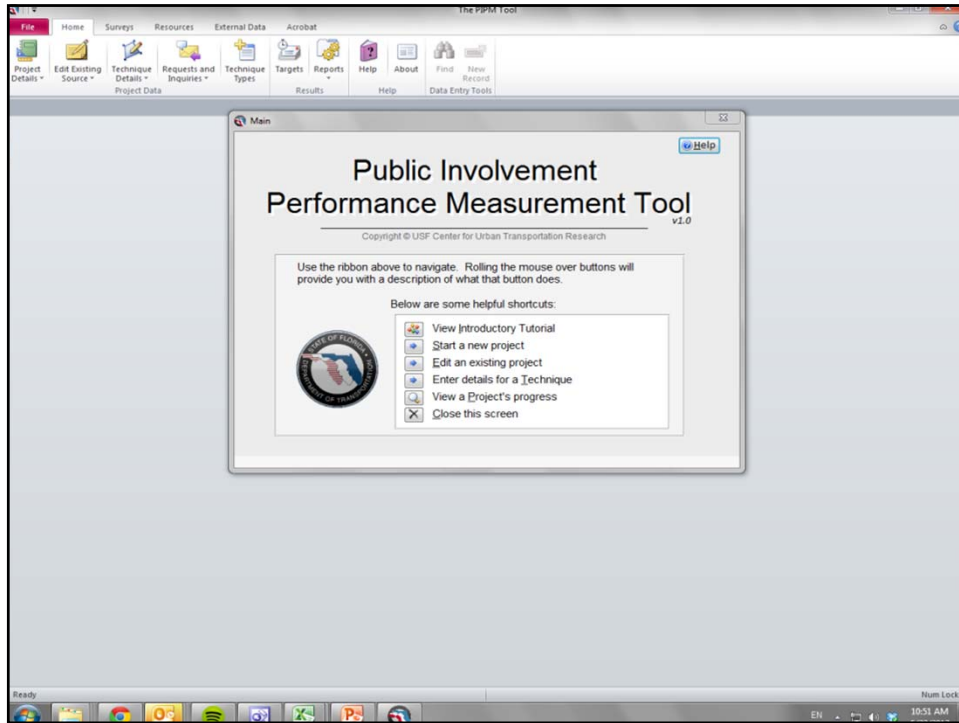 The PIPM Tool
File Home Surveys Resources External Data Acrobat
Project Details
Edit Existing Source
Technique Details
Requests and Inquiries
Technique Types
Targets
Reports
Help
About
Find
New Record
Project Data
Results
Help
Data Entry Tools
Main
Help
Public Involvement
Performance Measurement Tool
v1.0
Copyright © USF Center for Urban Transportation Research
Use the ribbon above to navigate. Rolling the mouse over buttons will
provide you with a description of what that button does.
Below are some helpful shortcuts:
STATE OF FLORIDA
DEPARTMENT OF TRANSPORTATION
View Introductory Tutorial
Start a new project
Edit an existing project
Enter details for a Technique
View a Project's progress
Close this screen
Ready
Num Lock
EN
10:51 AM